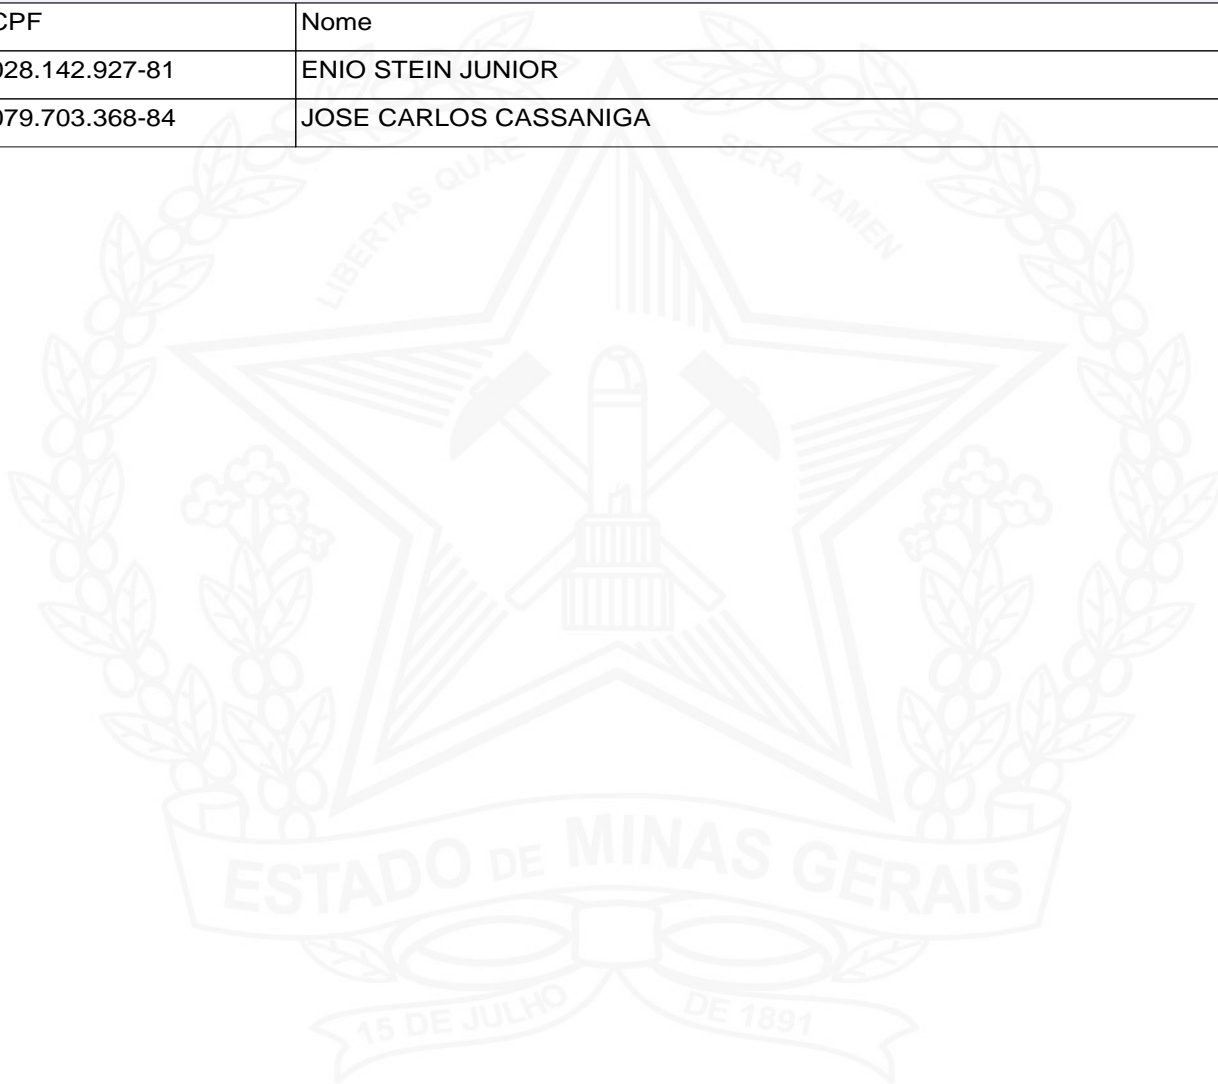 CPF Nome
028.142.927-81 ENIO STEIN JUNIOR
079.703.368-84 JOSE CARLOS CASSANIGA
LIBERTAS QUAE SERA TAMEN
ESTADO DE MINAS GERAIS
15 DE JULHO DE 1891